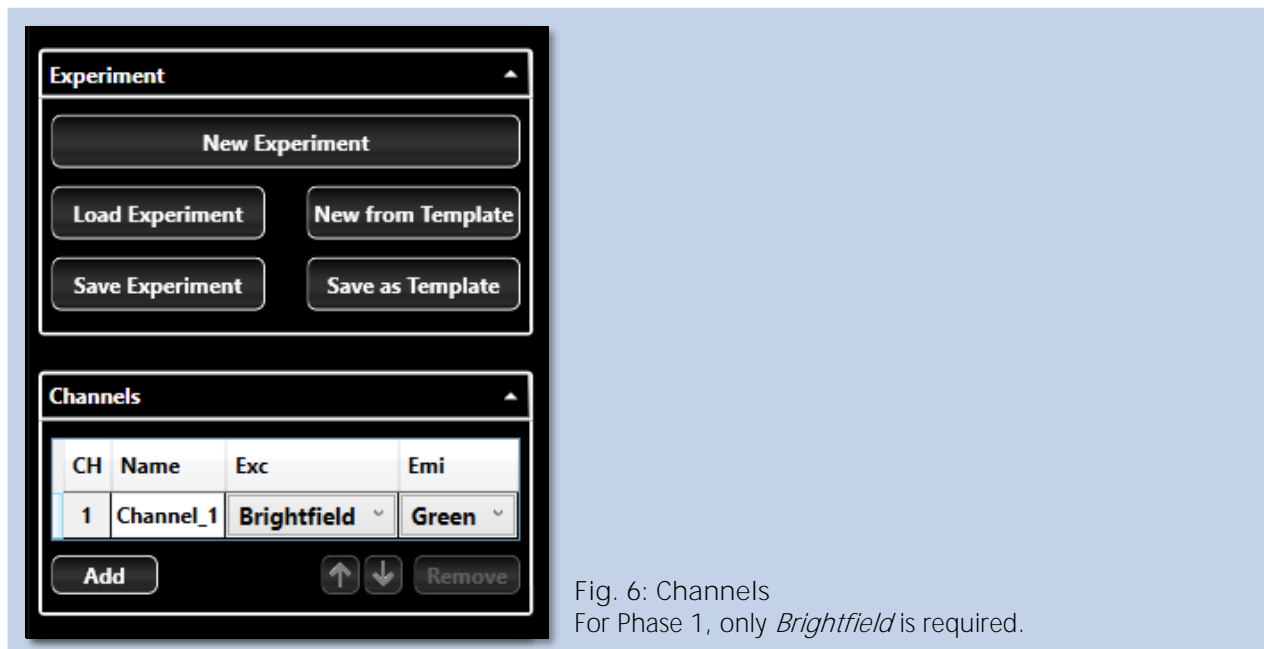 Experiment
New Experiment
Load Experiment New from Template
Save Experiment Save as Template
Channels
CH Name Exc Emi
1 Channel_1 Brightfield Green
Add Remove
Fig. 6: Channels
For Phase 1, only Brightfield is required.